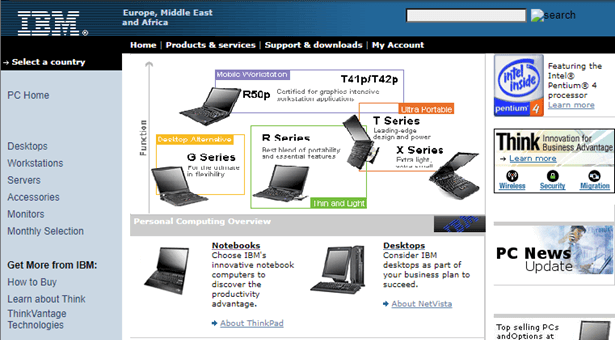 IBM®
Europe, Middle East
and Africa
search
Home | Products & services | Support & downloads | My Account
Select a country
PC Home
Desktops
Workstations
Servers
Accessories
Monitors
Monthly Selection
Get More from IBM:
How to Buy
Learn about Think
ThinkVantage
Technologies
Function
Mobile Workstation
R50p
T41p/T42p
Certified for graphics intensive
workstation applications
Ultra Portable
T Series
Leading-edge
design and power
Desktop Alternative
G Series
For the ultimate
in flexibility
R Series
Best blend of portability
and essential features
X Series
Extra light,
extra small
Thin and Light
Personal Computing Overview
IBM
Notebooks
Choose IBM's
innovative notebook
computers to
discover the
productivity
advantage.
About ThinkPad
Desktops
Consider IBM
desktops as part of
your business plan to
succeed.
About NetVista
intel
inside
pentium 4
Featuring the
Intel®
Pentium® 4
processor
Learn more
Think
Innovation for
Business Advantage
Learn more
Wireless
Security
Migration
PC News
Update
Top selling PCs
andOptions at